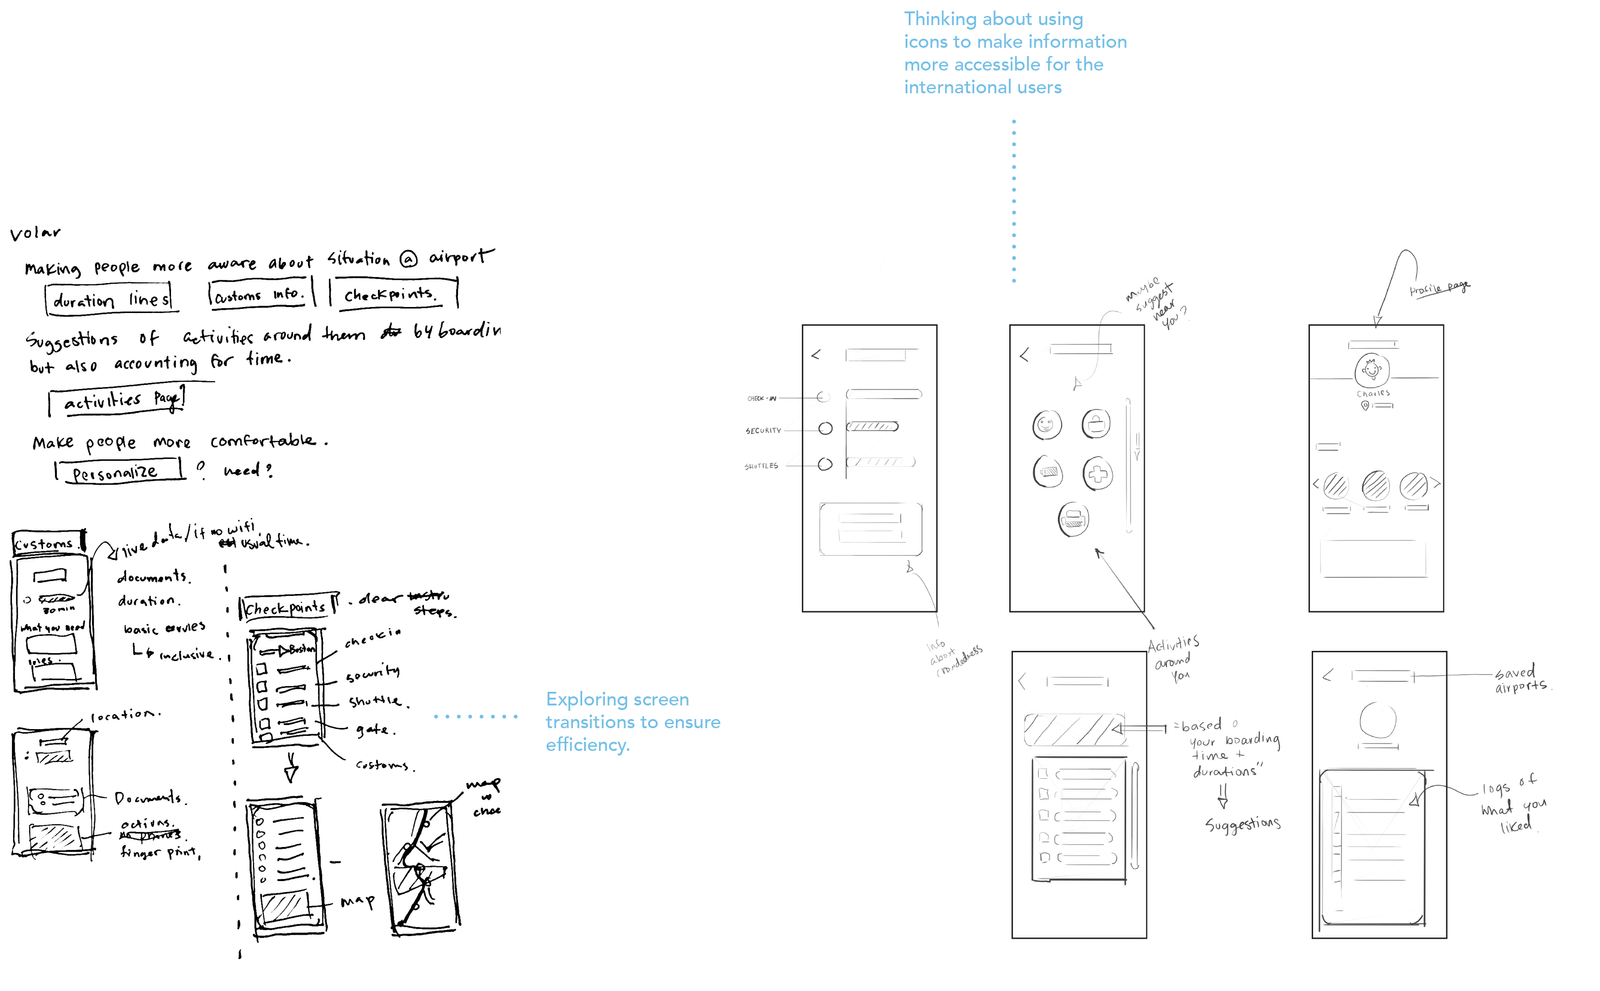 Thinking about using
icons to make information
more accessible for the
international users
Volar
Making people more aware about situation @ airport
duration lines
Customs Info.
Checkpoints.
Suggestions of activities around them by boardin
but also accounting for time.
activities page!
Make people more comfortable.
Personalize ? need?
Customs.
live data/if no wifi
usual time.
documents.
duration.
basic rules
inclusive.
30 min
What you need
rules.
location.
Documents.
actions.
no phones.
finger print,
Checkpoints
. clear
steps.
Boston
check in
security
shuttle.
gate.
customs.
map
map
Exploring screen
transitions to ensure
efficiency.
CHECK-IN
SECURITY
SHUTTLES
Info
about
crowdedness
maybe
suggest
near
you?
Activities
around
you
=based
your boarding
time +
durations"
Suggestions
Profile page
Charles
saved
airports.
logs of
what you
liked.